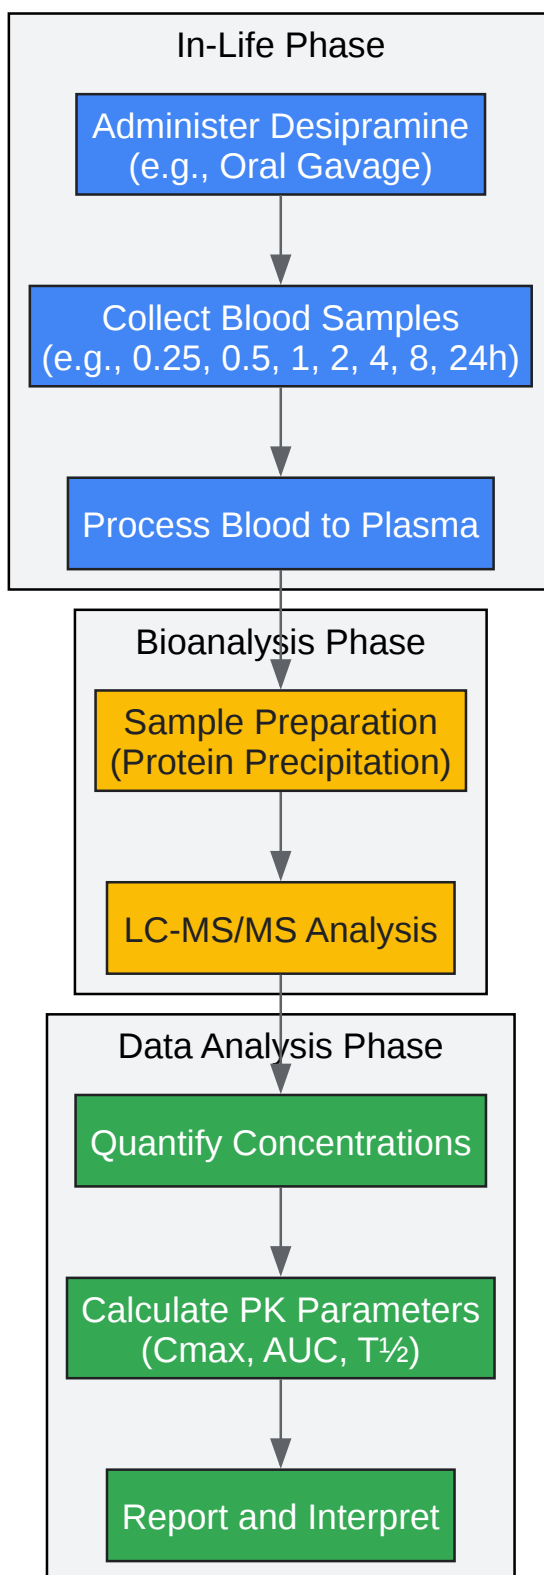 In-Life Phase
Administer Desipramine
(e.g., Oral Gavage)
Collect Blood Samples
(e.g., 0.25, 0.5, 1, 2, 4, 8, 24h)
Process Blood to Plasma
Bioanalysis Phase
Sample Preparation
(Protein Precipitation)
LC-MS/MS Analysis
Data Analysis Phase
Quantify Concentrations
Calculate PK Parameters
(Cmax, AUC, T½)
Report and Interpret